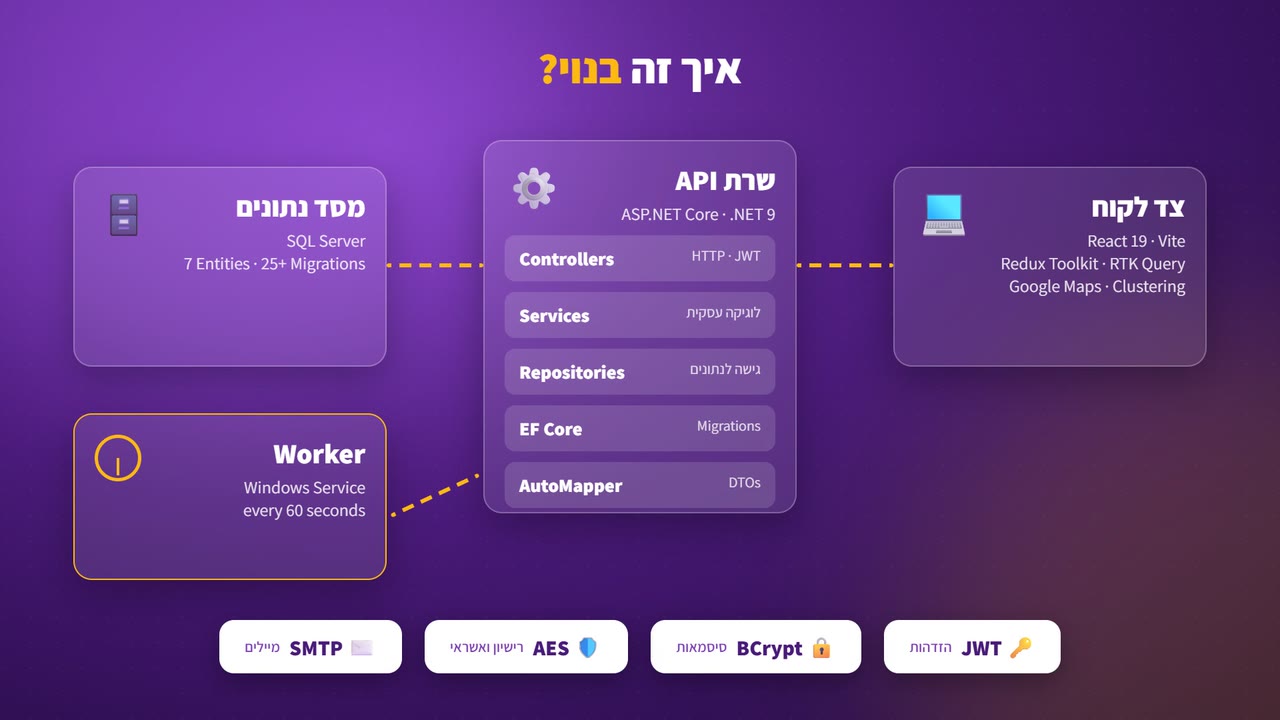 איך זה בנוי?
צד לקוח
React 19 · Vite
Redux Toolkit · RTK Query
Google Maps · Clustering
שרת API
ASP.NET Core · .NET 9
Controllers HTTP · JWT
Services לוגיקה עסקית
Repositories גישה לנתונים
EF Core Migrations
AutoMapper DTOs
מסד נתונים
SQL Server
7 Entities · 25+ Migrations
Worker
Windows Service
every 60 seconds
JWT הזדהות
BCrypt סיסמאות
AES רישיון ואשראי
SMTP מיילים